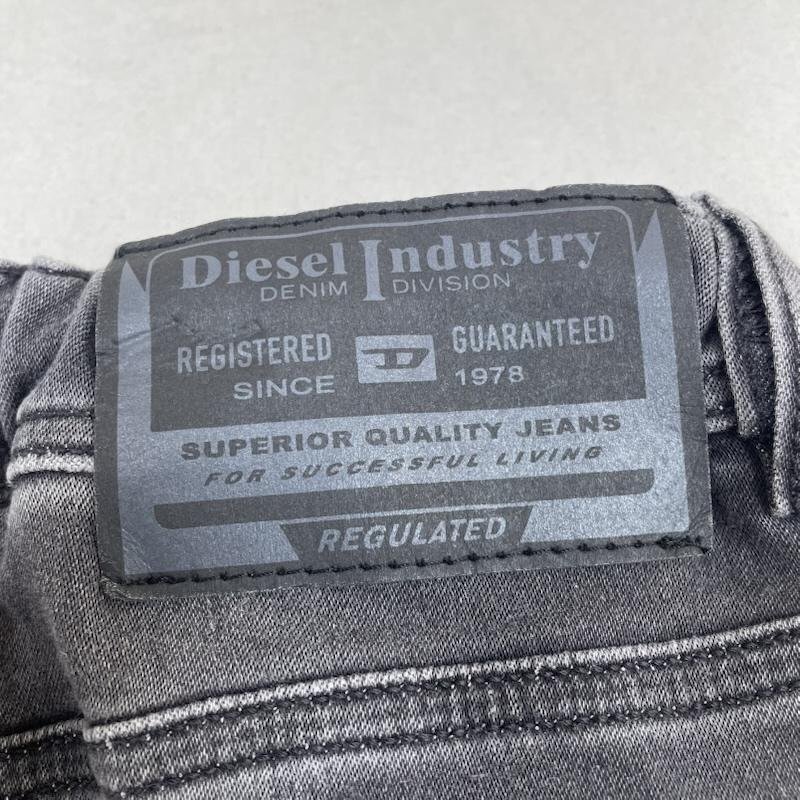 Diesel Industry
DENIM DIVISION
REGISTERED D GUARANTEED
SINCE 1978
SUPERIOR QUALITY JEANS
FOR SUCCESSFUL LIVING
REGULATED